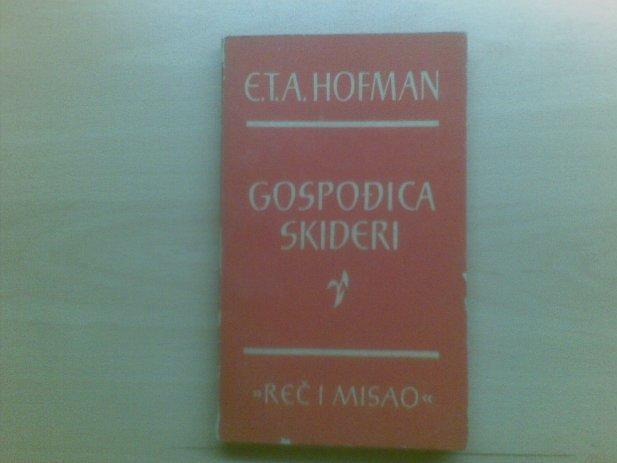 E.T.A. HOFMAN
GOSPOĐICA
SKIDERI
»REČ I MISAO«